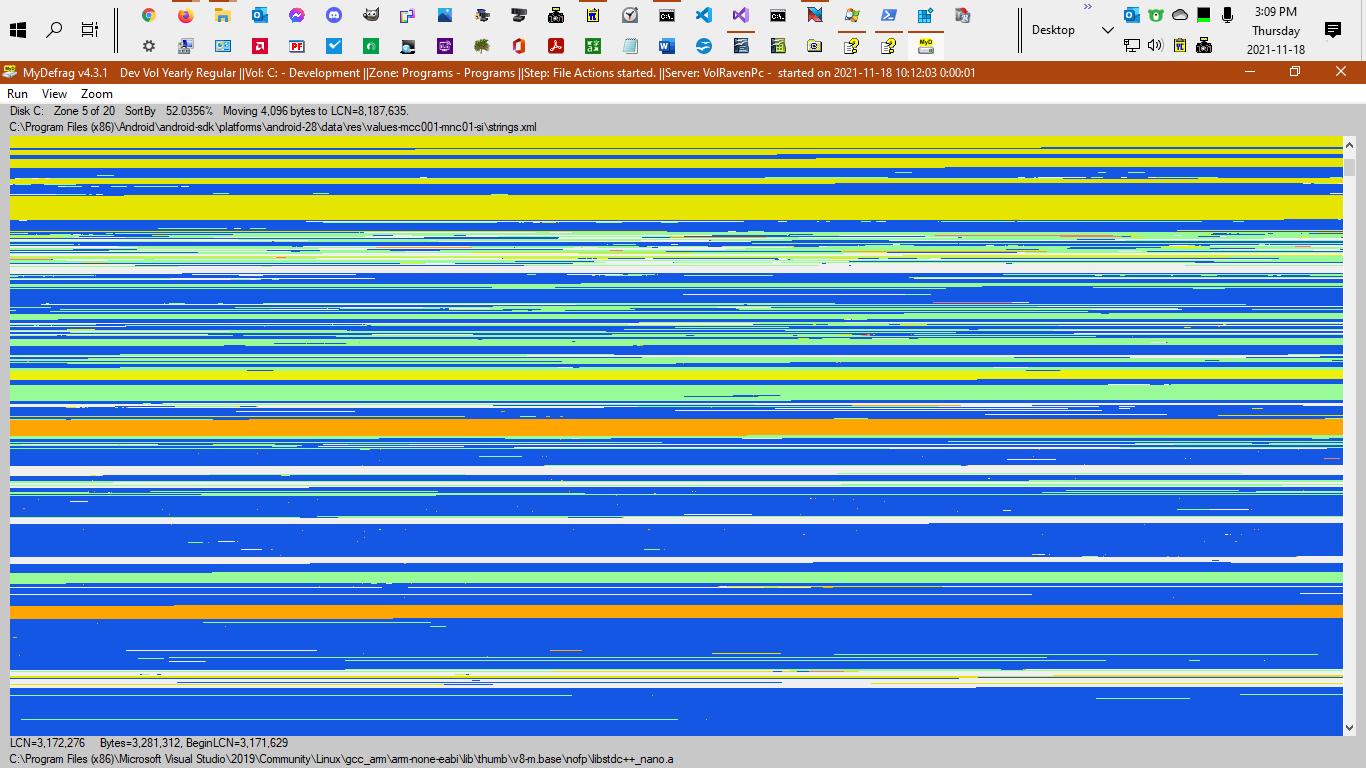 3:09 PM
Desktop
Thursday
2021-11-18
MyDefrag v4.3.1 Dev Vol Yearly Regular ||Vol: C: - Development ||Zone: Programs - Programs ||Step: File Actions started. ||Server: VolRavenPc - started on 2021-11-18 10:12:03 0:00:01
Run View Zoom
Disk C: Zone 5 of 20 SortBy 52.0356% Moving 4,096 bytes to LCN=8,187,635.
C:\Program Files (x86)\Android\android-sdk\platforms\android-28\data\res\values-mcc001-mnc01-si\strings.xml
LCN=3,172,276 Bytes=3,281,312, BeginLCN=3,171,629
C:\Program Files (x86)\Microsoft Visual Studio\2019\Community\Linux\gcc_arm\arm-none-eabi\lib\thumb\v8-m.base\nofp\libstdc++_nano.a